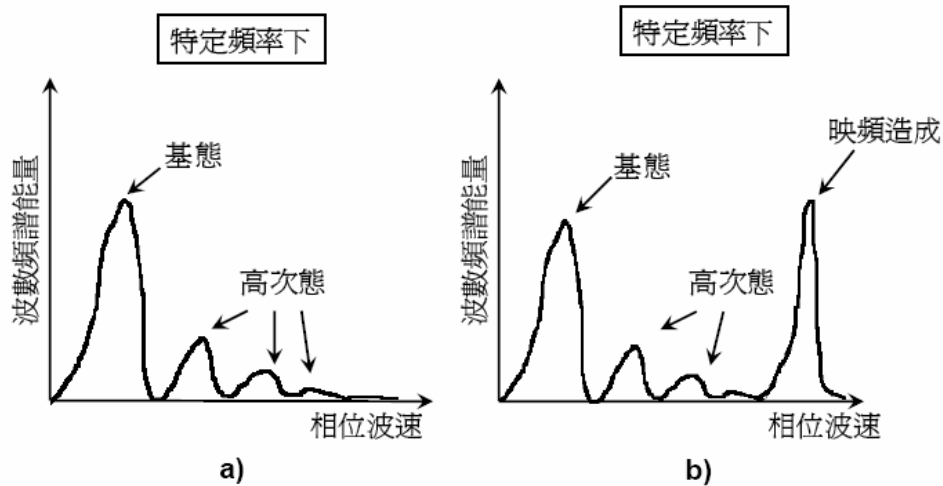 特定頻率下
波數頻譜能量
基態
高次態
相位波速
a)
特定頻率下
波數頻譜能量
基態
高次態
映頻造成
相位波速
b)